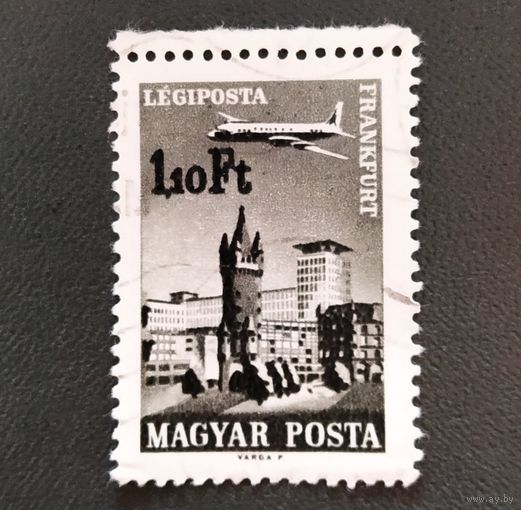 LÉGIPOSTA
FRANKFURT
1,10 Ft
MAGYAR POSTA
VARGA P
www.ay.by